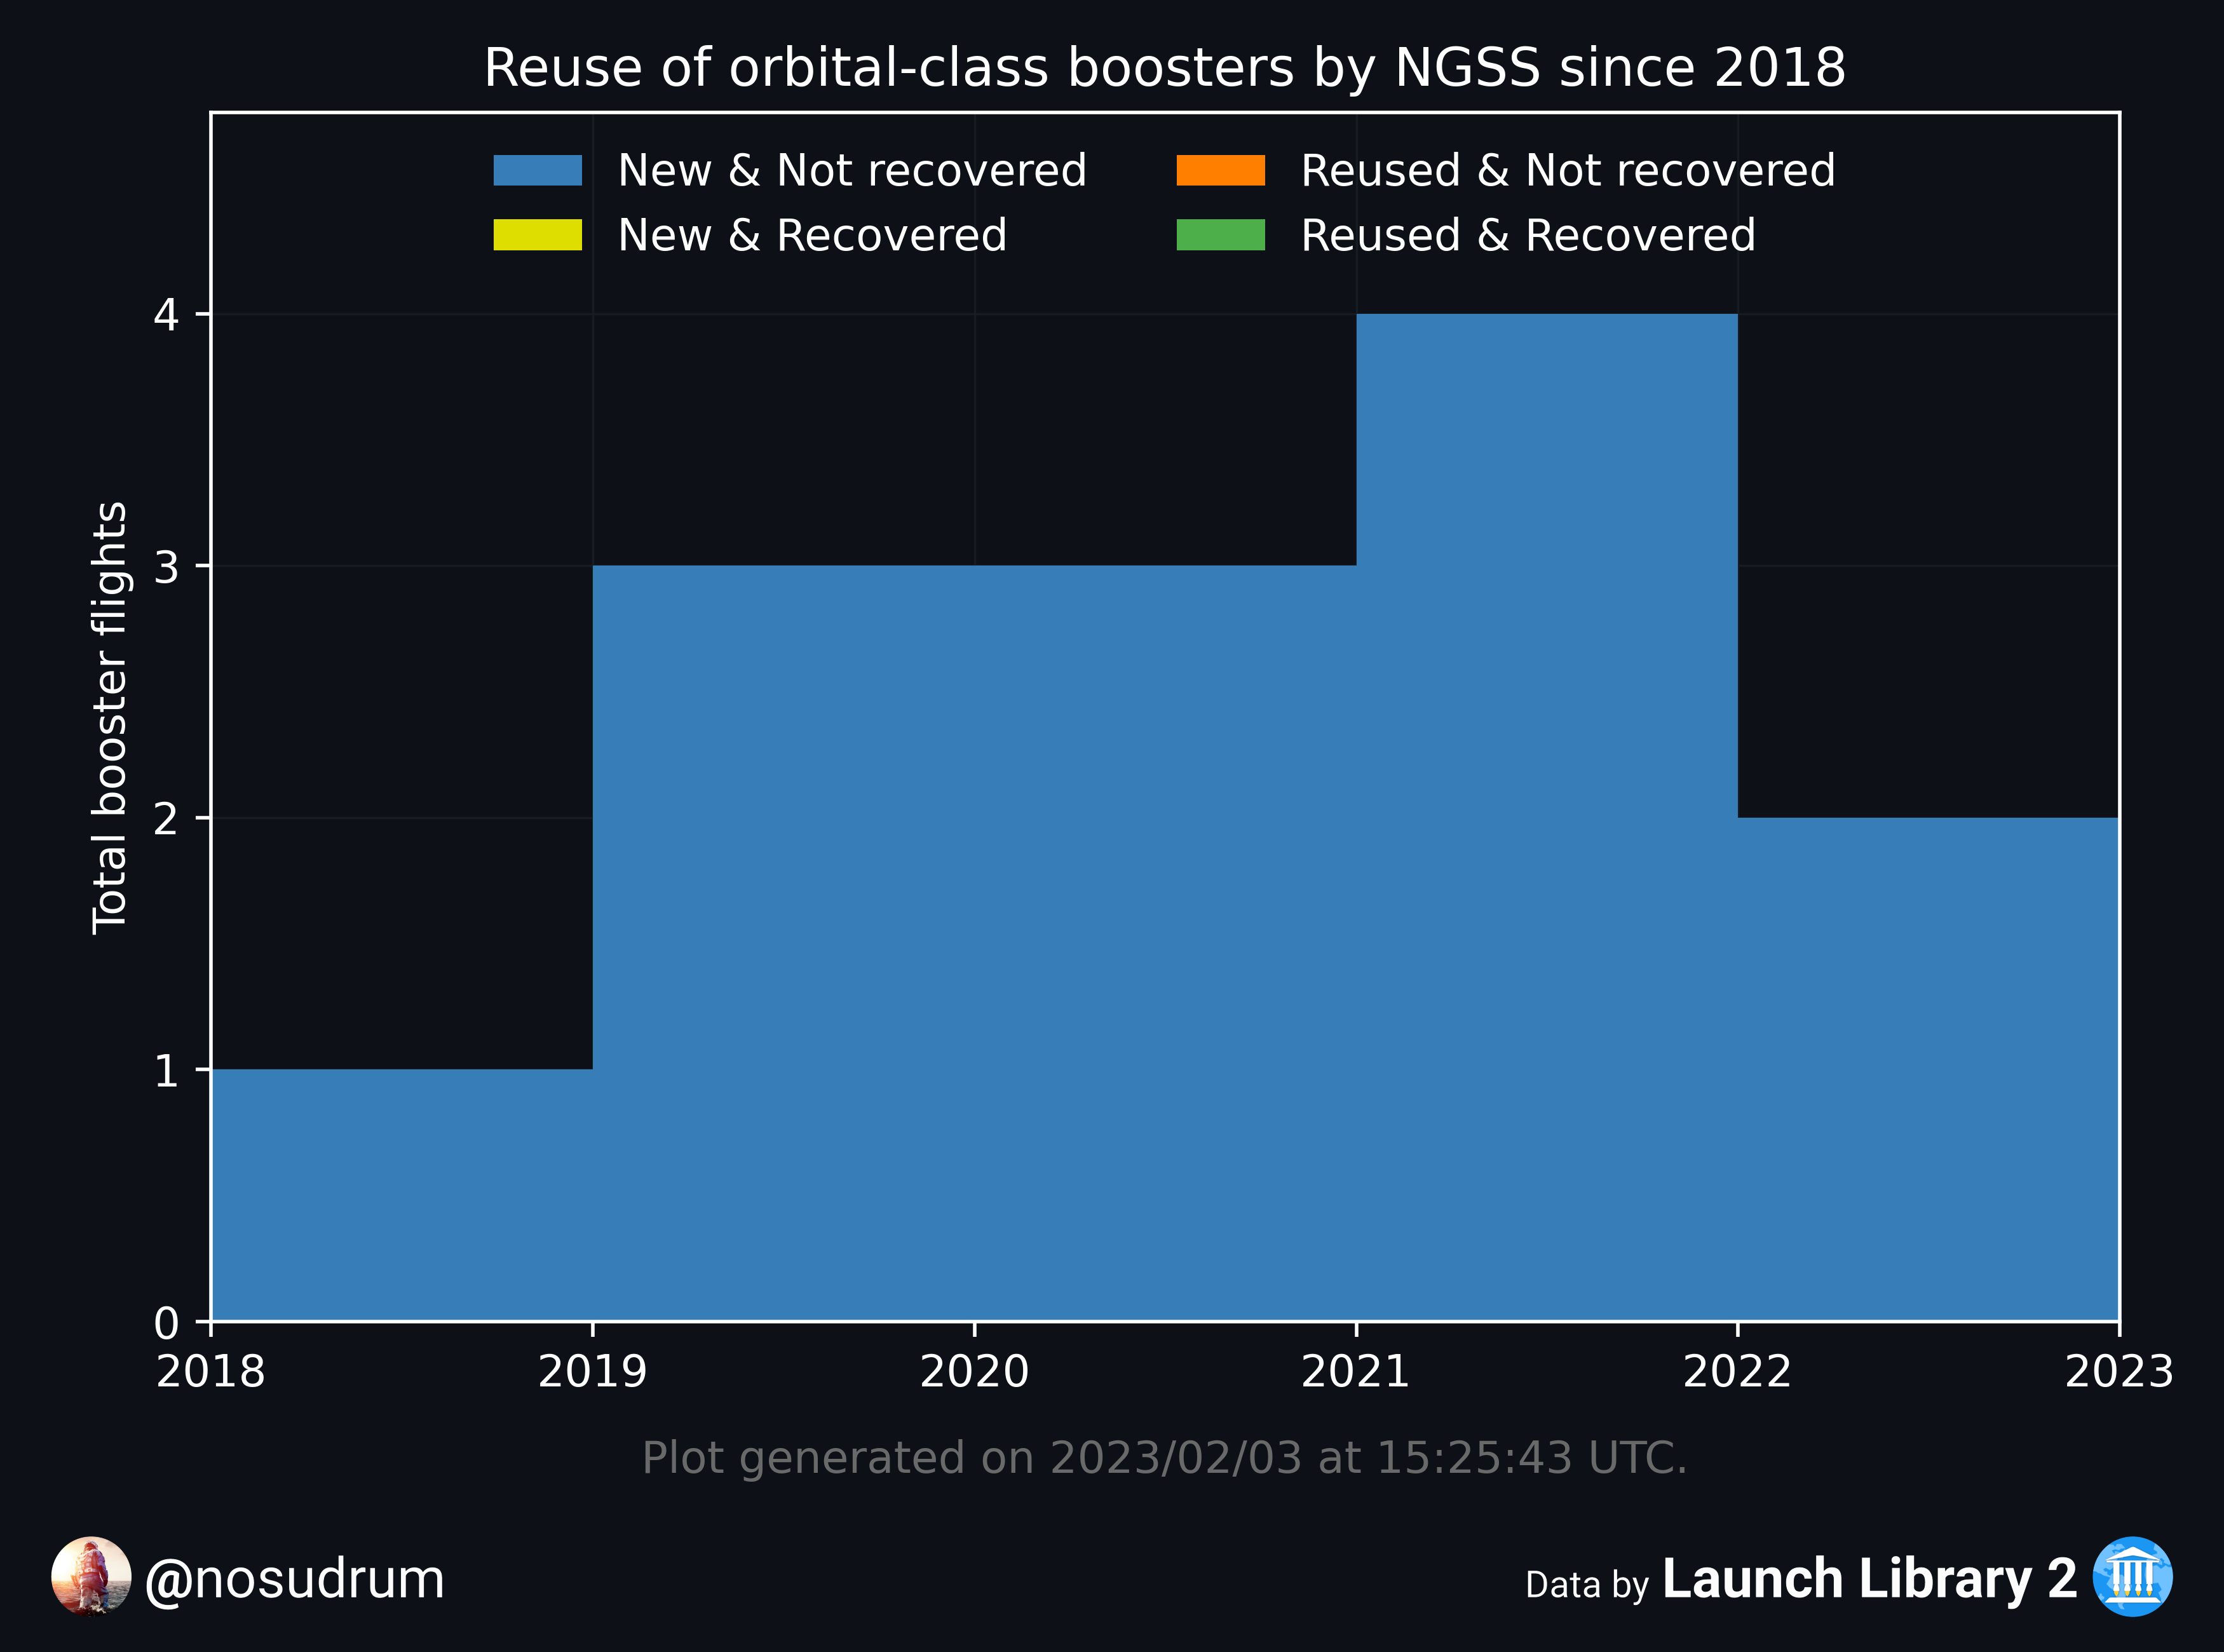 Reuse of orbital-class boosters by NGSS since 2018
New & Not recovered
New & Recovered
Reused & Not recovered
Reused & Recovered
Total booster flights
4
3
2
1
0
2018 2019 2020 2021 2022 2023
Plot generated on 2023/02/03 at 15:25:43 UTC.
@nosudrum
Data by Launch Library 2